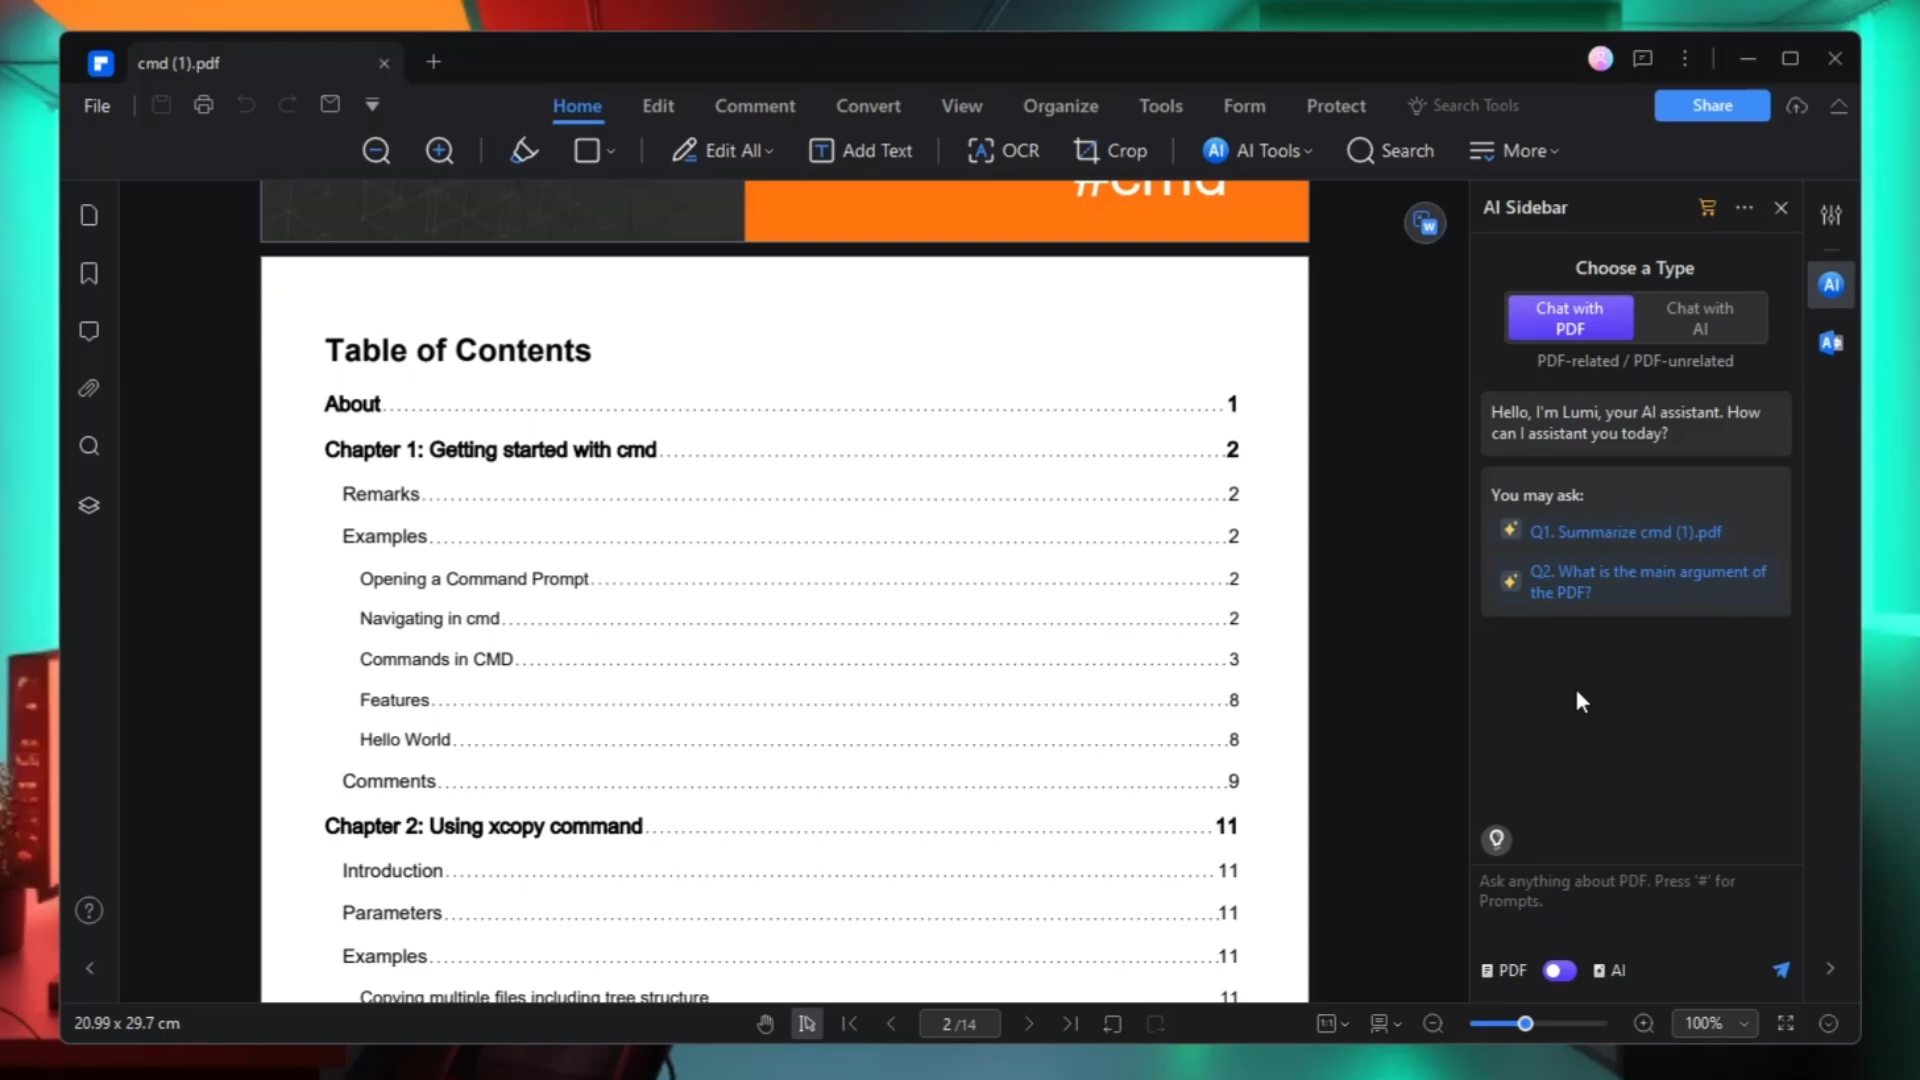 cmd (1).pdf
File
Home
Edit
Comment
Convert
View
Organize
Tools
Form
Protect
Search Tools
Share
Edit All
Add Text
OCR
Crop
AI
AI Tools
Search
More
#cmd
W
Table of Contents
About 1
Chapter 1: Getting started with cmd 2
Remarks 2
Examples 2
Opening a Command Prompt 2
Navigating in cmd 2
Commands in CMD 3
Features 8
Hello World 8
Comments 9
Chapter 2: Using xcopy command 11
Introduction 11
Parameters 11
Examples 11
Copying multiple files including tree structure 11
AI Sidebar
Choose a Type
Chat with PDF
Chat with AI
PDF-related / PDF-unrelated
Hello, I'm Lumi, your AI assistant. How
can I assistant you today?
You may ask:
Q1. Summarize cmd (1).pdf
Q2. What is the main argument of
the PDF?
Ask anything about PDF. Press '#' for
Prompts.
PDF
AI
AI
20.99 x 29.7 cm
2 /14
1:1
100%